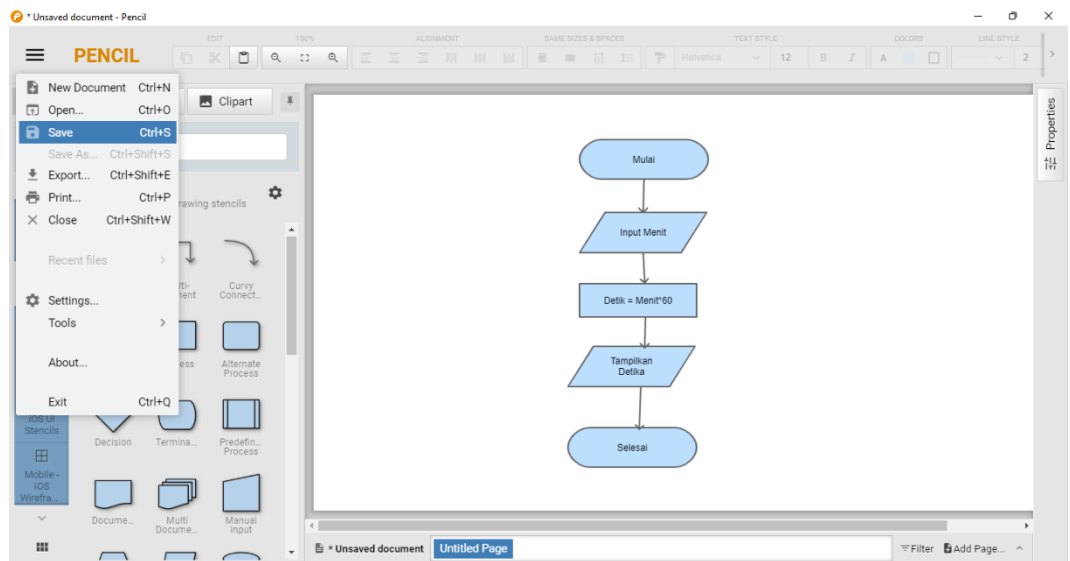 * Unsaved document - Pencil
EDIT
100%
ALIGNMENT
SAME SIZES & SPACES
TEXT STYLE
COLORS
LINE STYLE
PENCIL
Helvetica
12
B
I
A
2
New Document Ctrl+N
Open... Ctrl+O
Save Ctrl+S
Save As... Ctrl+Shift+S
Export... Ctrl+Shift+E
Print... Ctrl+P
Close Ctrl+Shift+W
Recent files
Settings...
Tools
About...
Exit Ctrl+Q
Clipart
rawing stencils
Curvy
Connect...
ess
Alternate
Process
iOS UI
Stencils
Decision
Termina...
Predefin...
Process
Mobile -
IOS
Wirefra...
Docume...
Multi
Docume...
Manual
Input
Mulai
Input Menit
Detik = Menit*60
Tampilkan
Detika
Selesai
Properties
* Unsaved document
Untitled Page
Filter
Add Page...